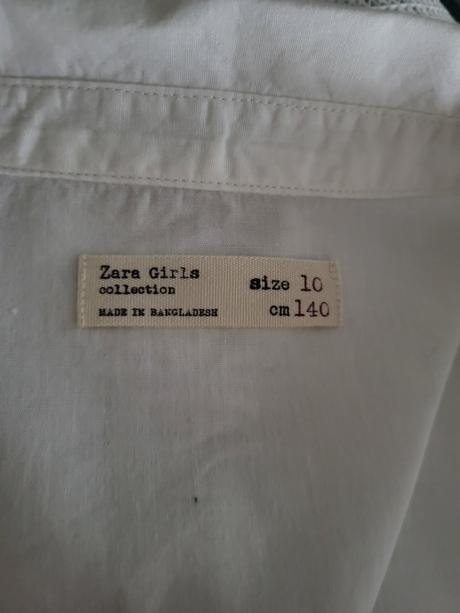 Zara Girls
collection
MADE IN BANGLADESH
size 10
cm 140